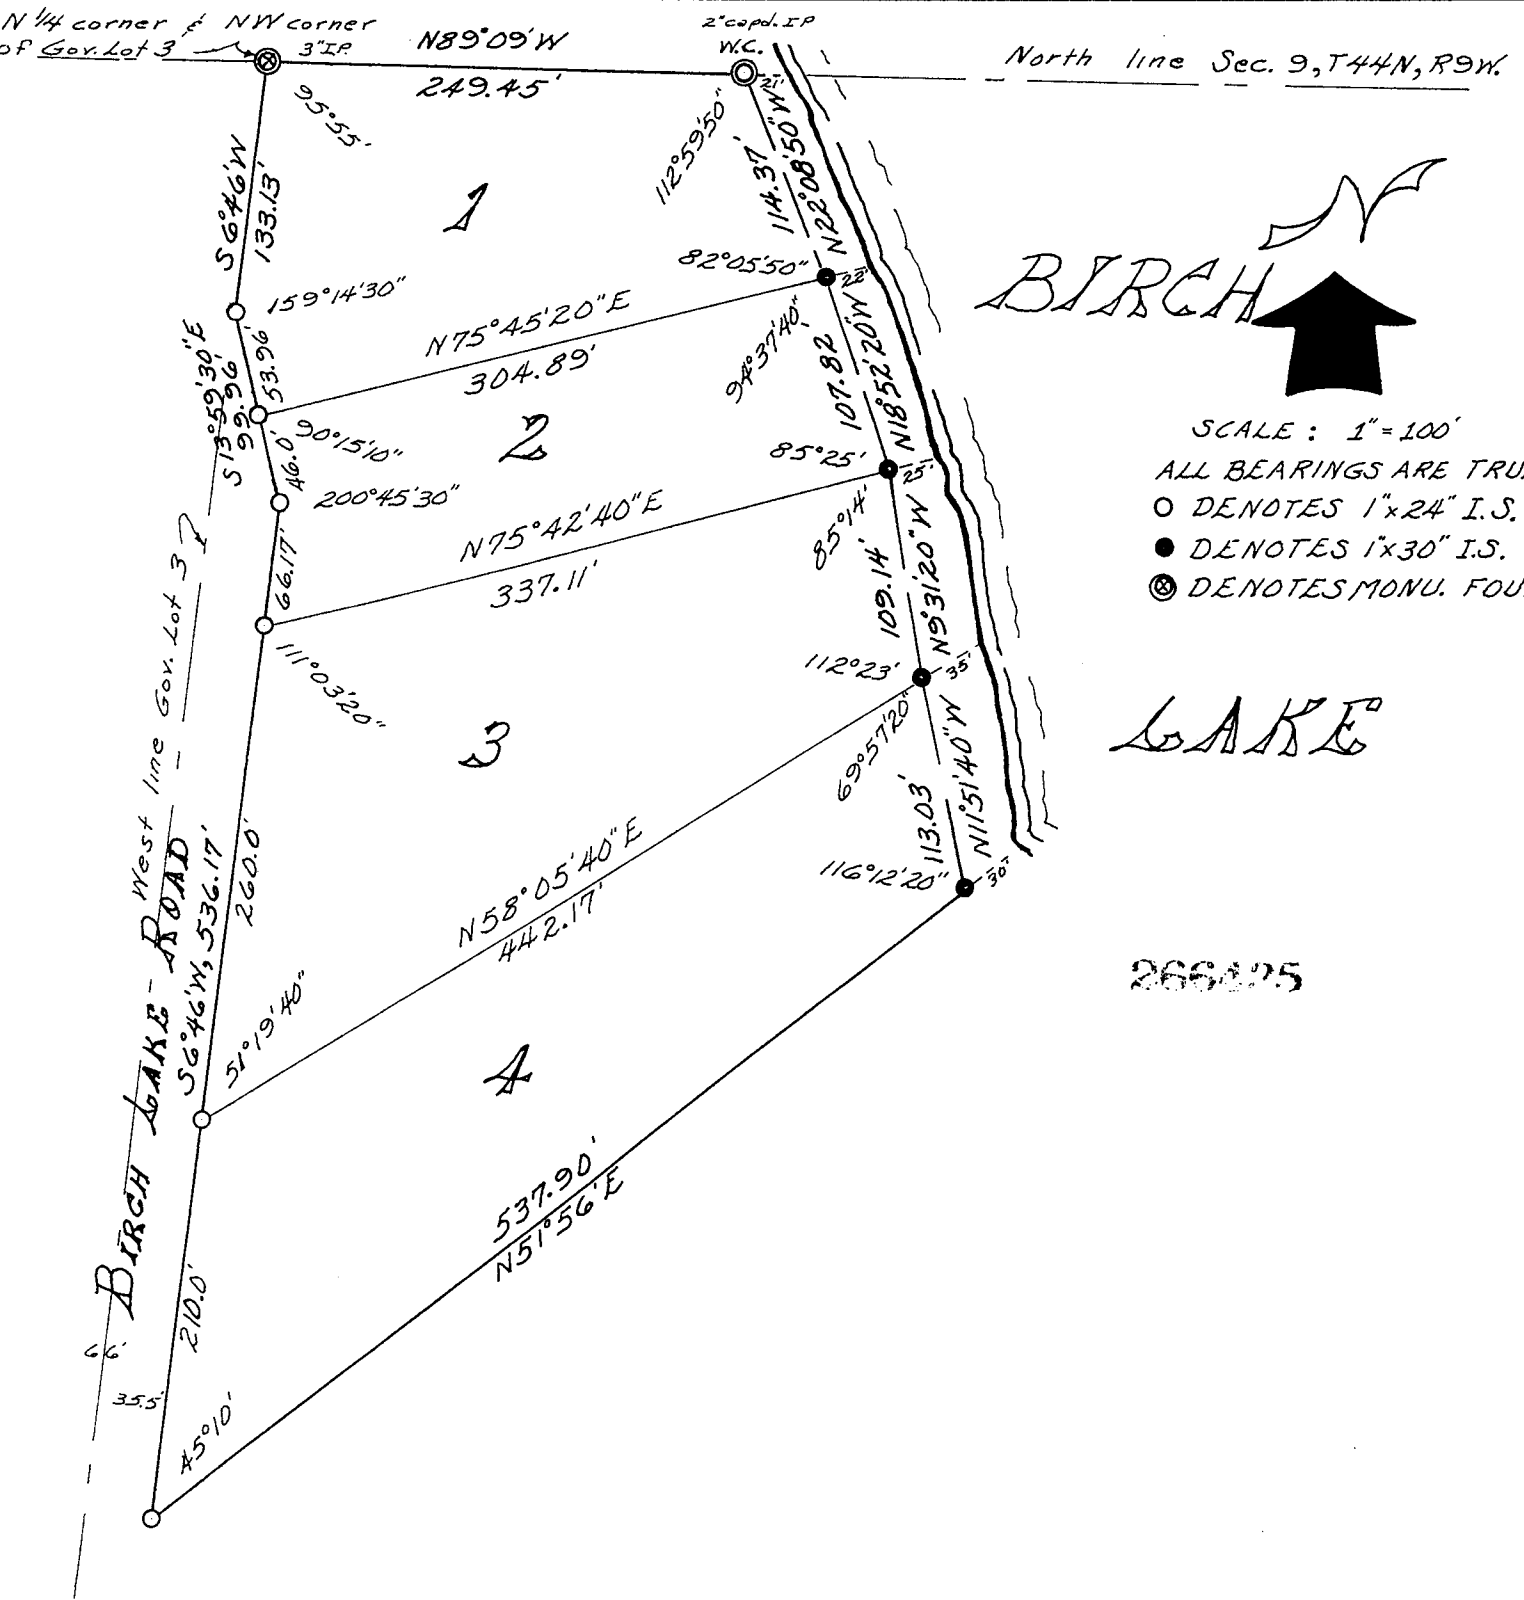 N 1/4 corner & NW corner
of Gov. Lot 3
3" I.P.
N89°09'W
249.45'
2" capd. I.P
W.C.
21'
North line Sec. 9, T44N, R9W.
95°55'
112°59'50"
S6°46'W
133.13'
1
114.37'
N22°08'50"W
159°14'30"
82°05'50"
22'
N75°45'20"E
304.89'
S13°59'30"E
99.96'
53.96'
94°37'40"
107.82'
N18°52'20"W
90°15'10"
46.0'
2
85°25'
25'
200°45'30"
N75°42'40"E
337.11'
66.17'
85°14'
109.14'
N9°31'20"W
111°03'20"
112°23'
35'
3
69°57'20"
113.03'
N11°51'40"W
West line Gov. Lot 3
S6°46'W, 536.17'
260.0'
N58°05'40"E
442.17'
116°12'20"
30'
51°19'40"
4
BIRCH LAKE ROAD
537.90'
N51°56'E
210.0'
66'
35.5'
45°10'
N
BIRCH
LAKE
SCALE: 1"=100'
ALL BEARINGS ARE
DENOTES 1"x24" I.S.
DENOTES 1"x30" I.S.
DENOTES MONU.
266425